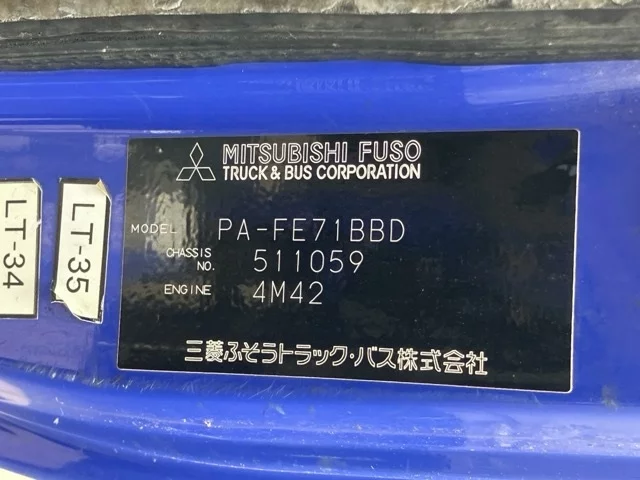 MITSUBISHI FUSO
TRUCK & BUS CORPORATION
MODEL PA-FE71BBD
CHASSIS NO. 511059
ENGINE 4M42
三菱ふそうトラック・バス株式会社
LT-34
LT-35